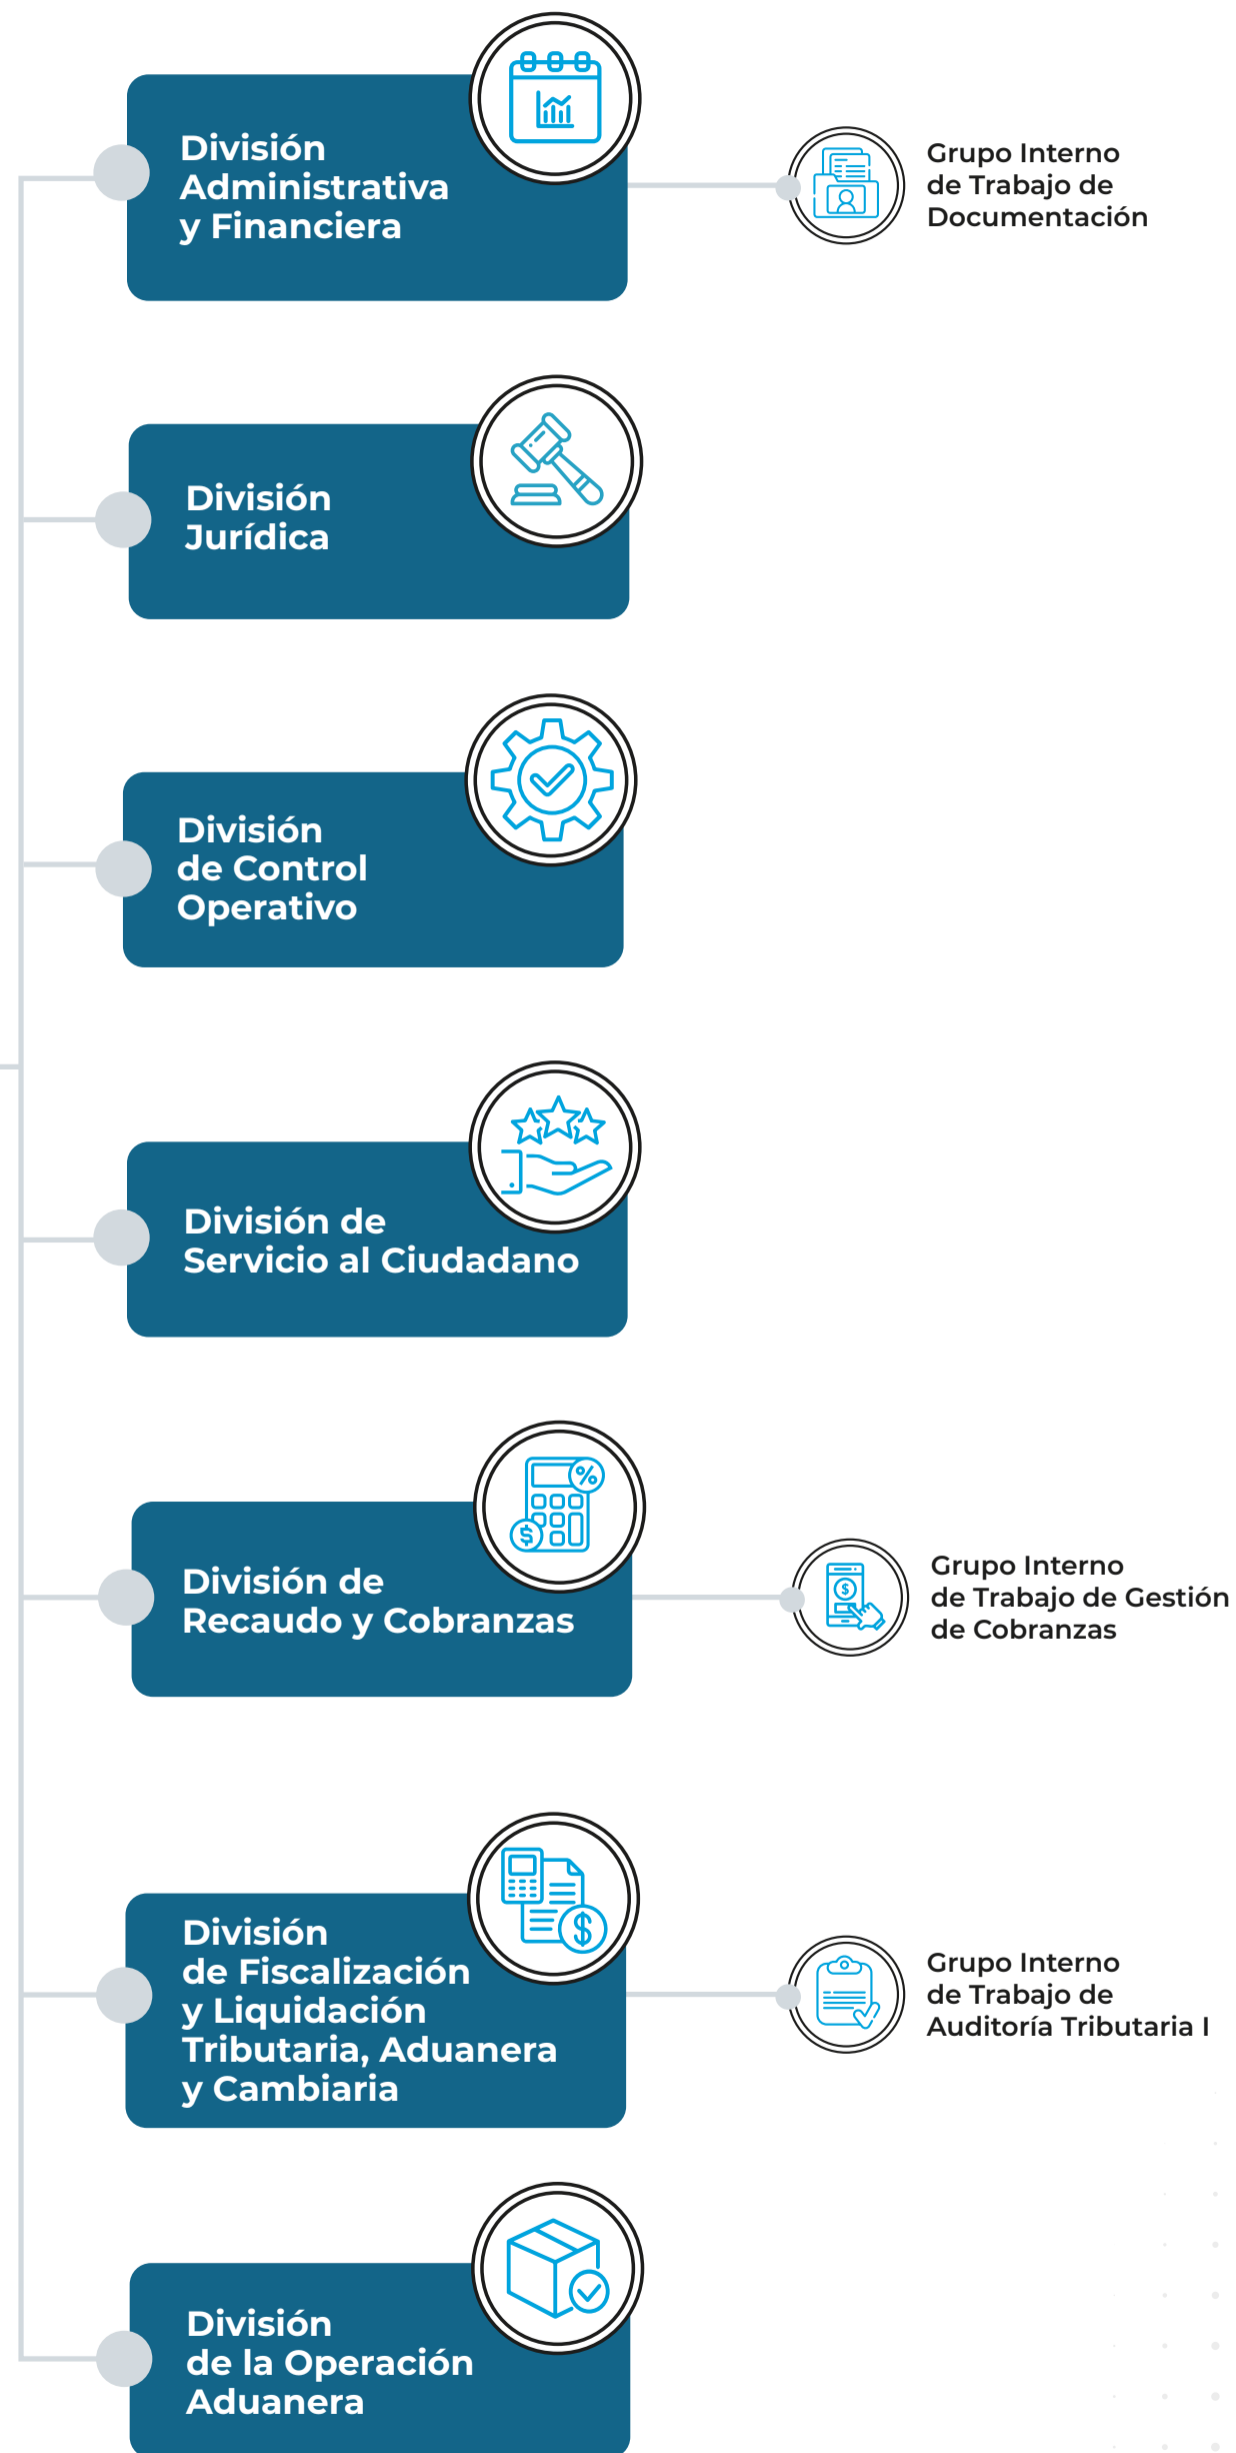 División
Administrativa
y Financiera
Grupo Interno
de Trabajo de
Documentación
División
Jurídica
División
de Control
Operativo
División de
Servicio al Ciudadano
División de
Recaudo y Cobranzas
Grupo Interno
de Trabajo de Gestión
de Cobranzas
División
de Fiscalización
y Liquidación
Tributaria, Aduanera
y Cambiaria
Grupo Interno
de Trabajo de
Auditoría Tributaria I
División
de la Operación
Aduanera